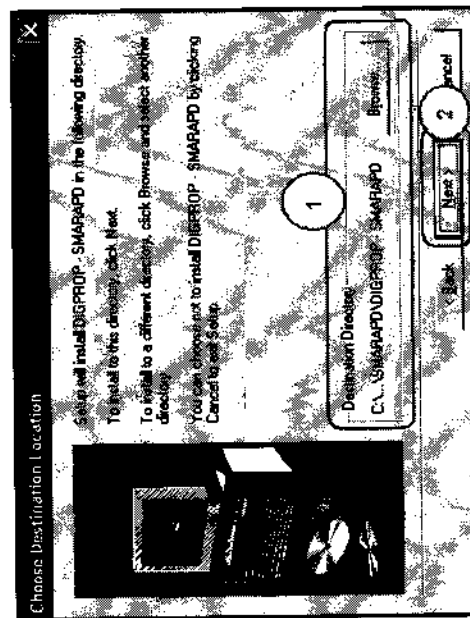 Choose Destination Location
Setup will install DIGPROP - SMARAPD in the following directory.
To install to this directory, click Next.
To install to a different directory, click Browse and select another
directory.
You can choose not to install DIGPROP - SMARAPD by clicking
Cancel to exit Setup.
1
Destination Directory
C:\...\SMARAPD\DIGPROP - SMARAPD
Browse...
2
< Back
Next >
Cancel